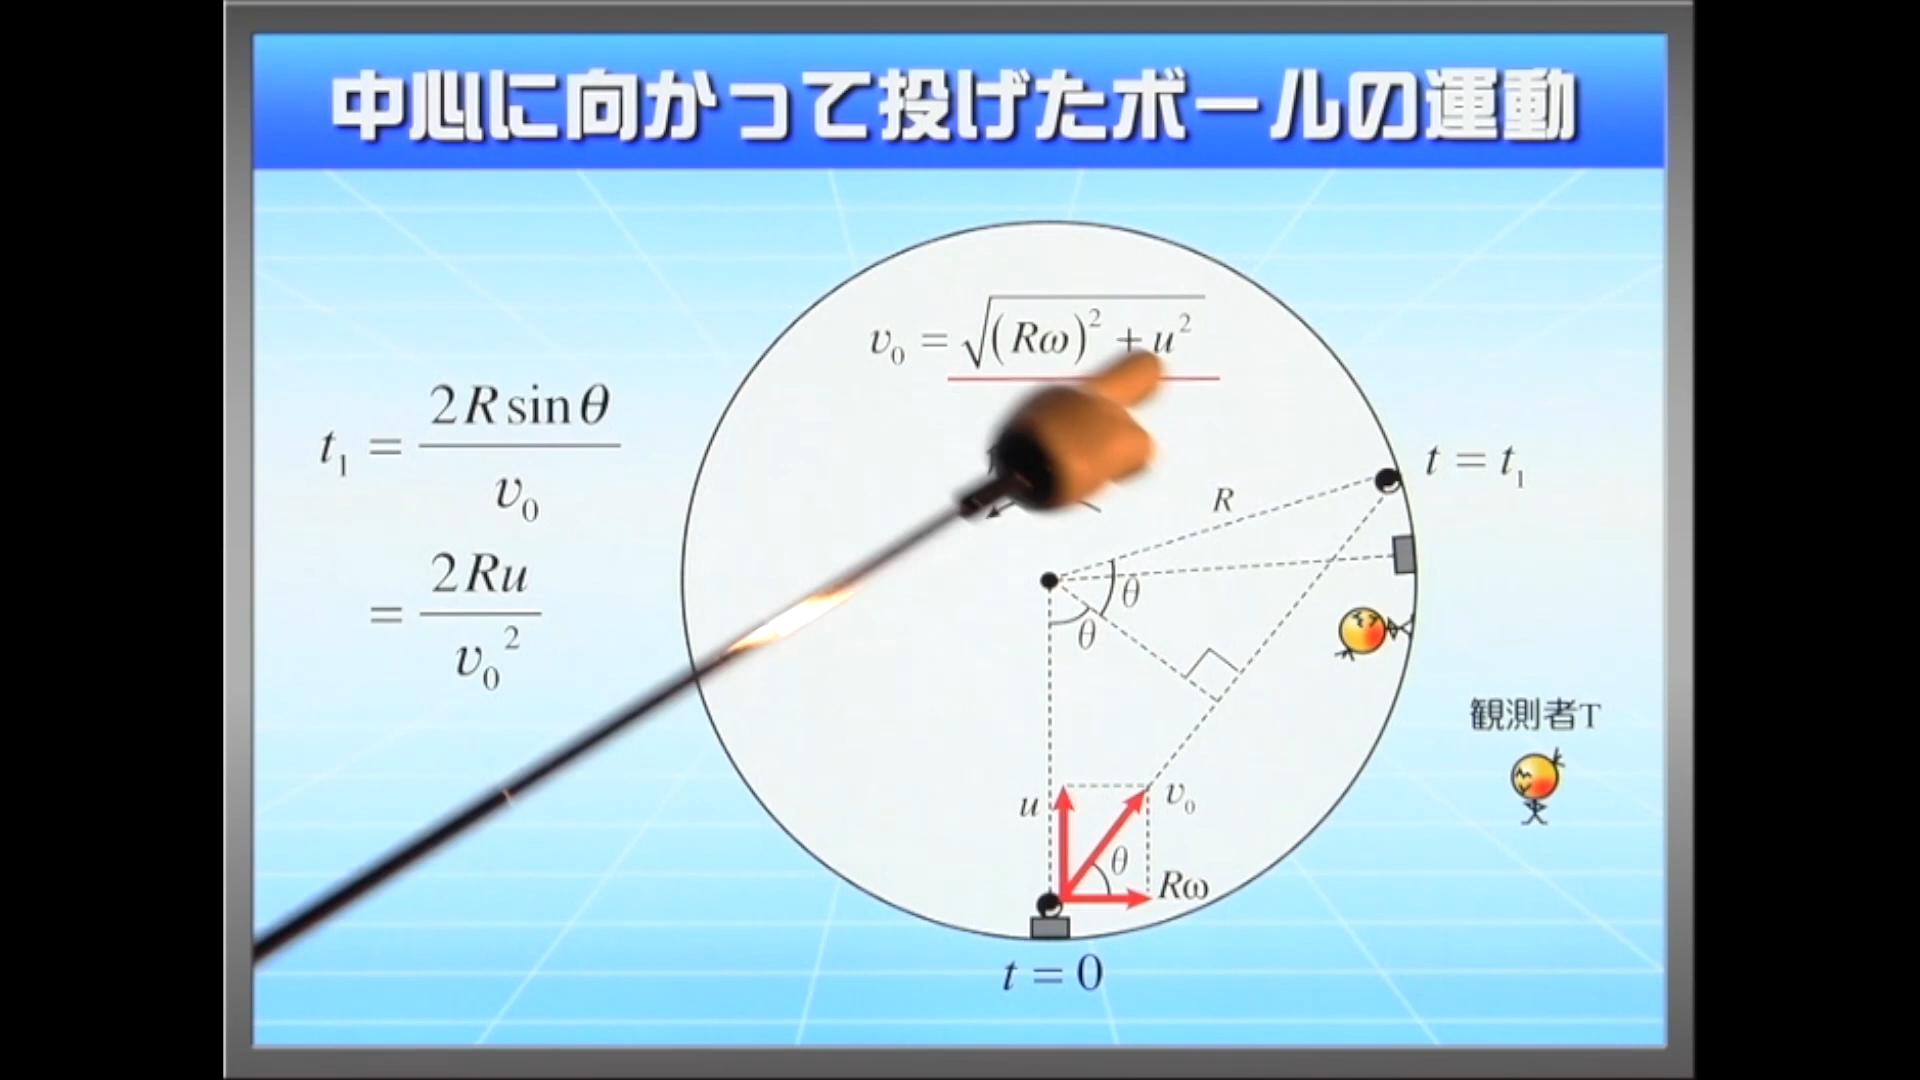 中心に向かって投げたボールの運動
v₀ = √((Rω)² + u²)
t₁ = 2R sin θ / v₀
= 2Ru / v₀²
t = t₁
R
θ
θ
観測者T
u
v₀
θ
Rω
t = 0